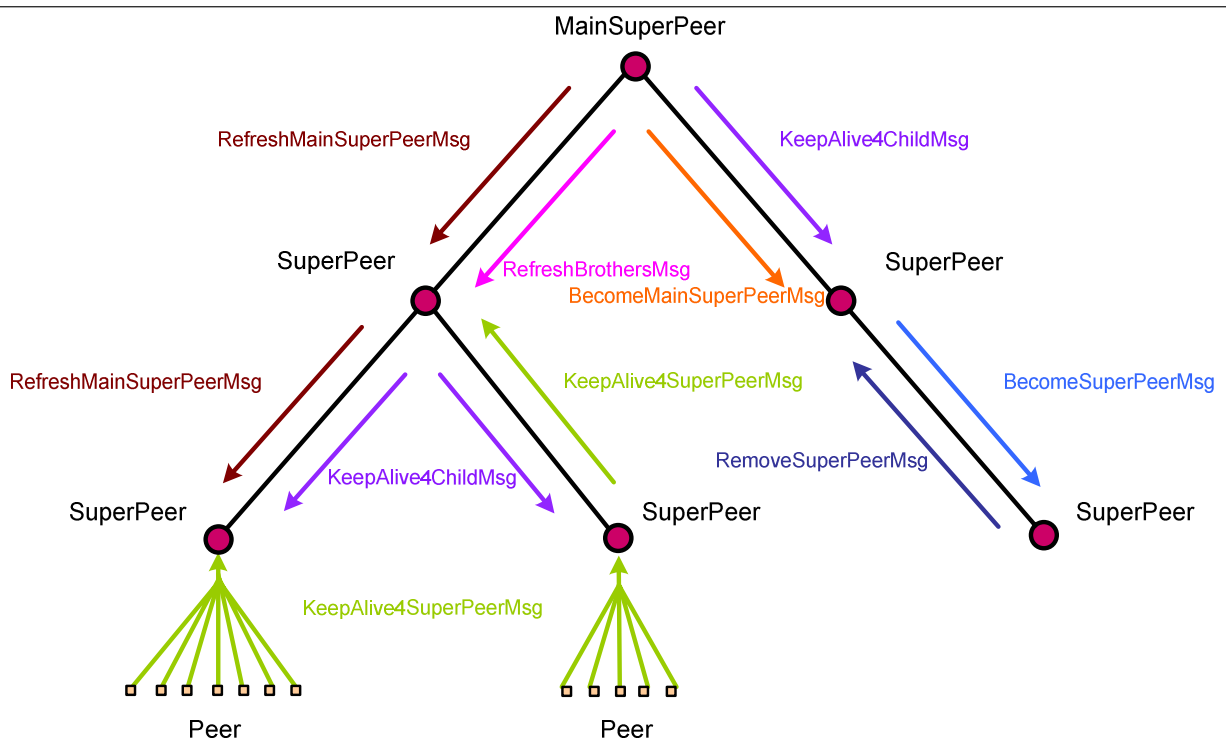 MainSuperPeer
RefreshMainSuperPeerMsg
KeepAlive4ChildMsg
SuperPeer
RefreshBrothersMsg
SuperPeer
BecomeMainSuperPeerMsg
RefreshMainSuperPeerMsg
KeepAlive4SuperPeerMsg
BecomeSuperPeerMsg
RemoveSuperPeerMsg
KeepAlive4ChildMsg
SuperPeer
SuperPeer
SuperPeer
KeepAlive4SuperPeerMsg
Peer
Peer